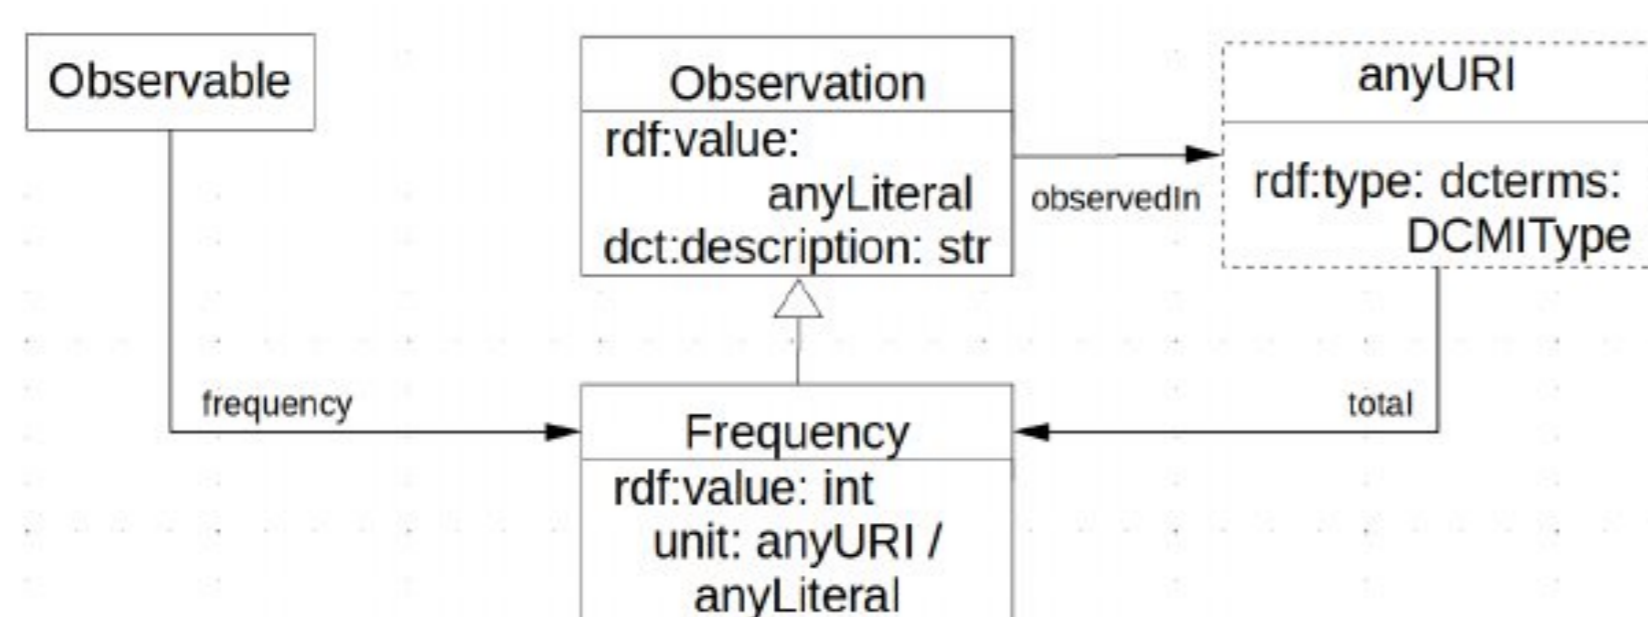 Observable
Observation
rdf:value:
anyLiteral
dct:description: str
observedIn
anyURI
rdf:type: dcterms:
DCMIType
frequency
total
Frequency
rdf:value: int
unit: anyURI /
anyLiteral